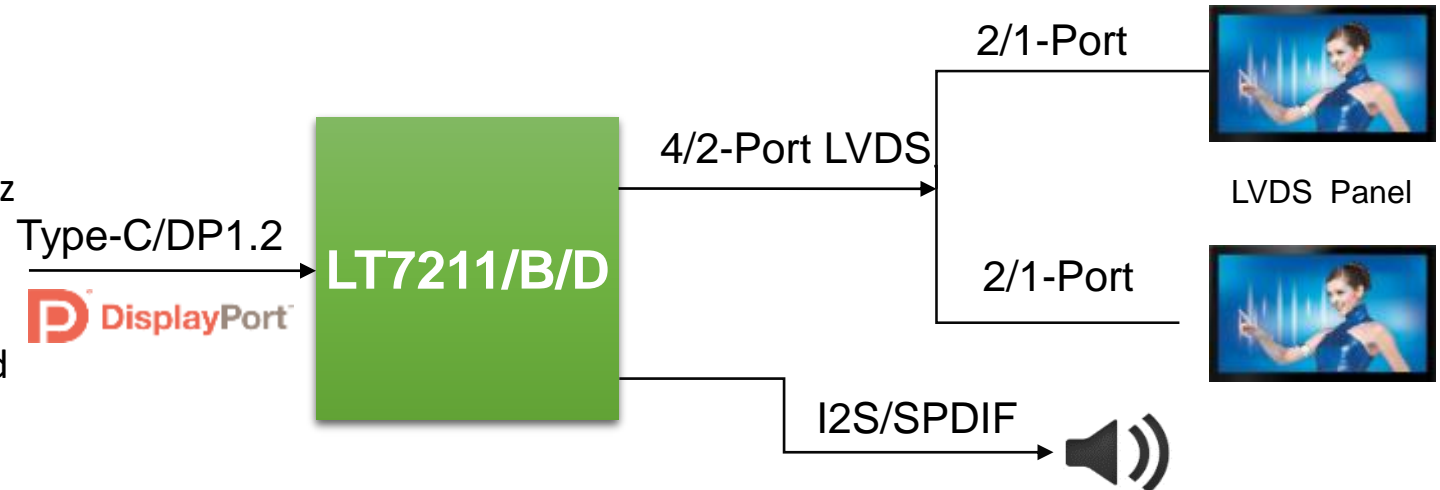 2/1-Port
4/2-Port LVDS
z
LVDS Panel
Type-C/DP1.2
LT7211/B/D
2/1-Port
DisplayPort
d
I2S/SPDIF